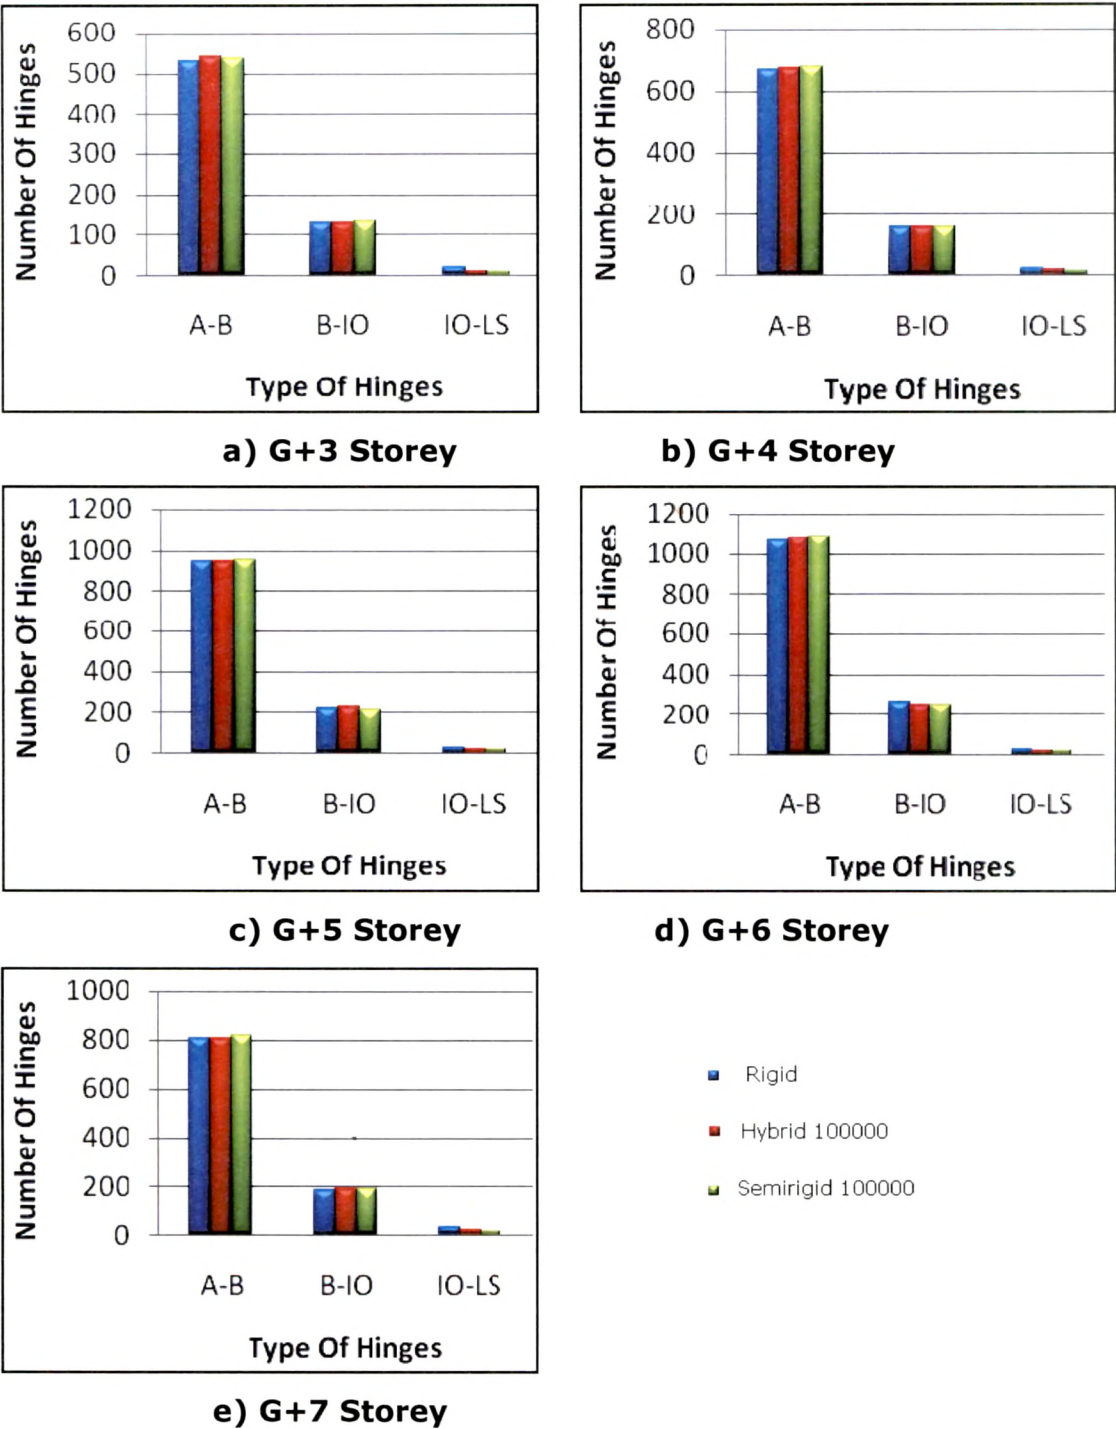 Number Of Hinges
600
500
400
300
200
100
0
A-B B-IO IO-LS
Type Of Hinges
a) G+3 Storey
Number Of Hinges
800
600
400
200
0
A-B B-IO IO-LS
Type Of Hinges
b) G+4 Storey
Number Of Hinges
1200
1000
800
600
400
200
0
A-B B-IO IO-LS
Type Of Hinges
c) G+5 Storey
Number Of Hinges
1200
1000
800
600
400
200
0
A-B B-IO IO-LS
Type Of Hinges
d) G+6 Storey
Number Of Hinges
1000
800
600
400
200
0
A-B B-IO IO-LS
Type Of Hinges
e) G+7 Storey
Rigid
Hybrid 100000
Semirigid 100000